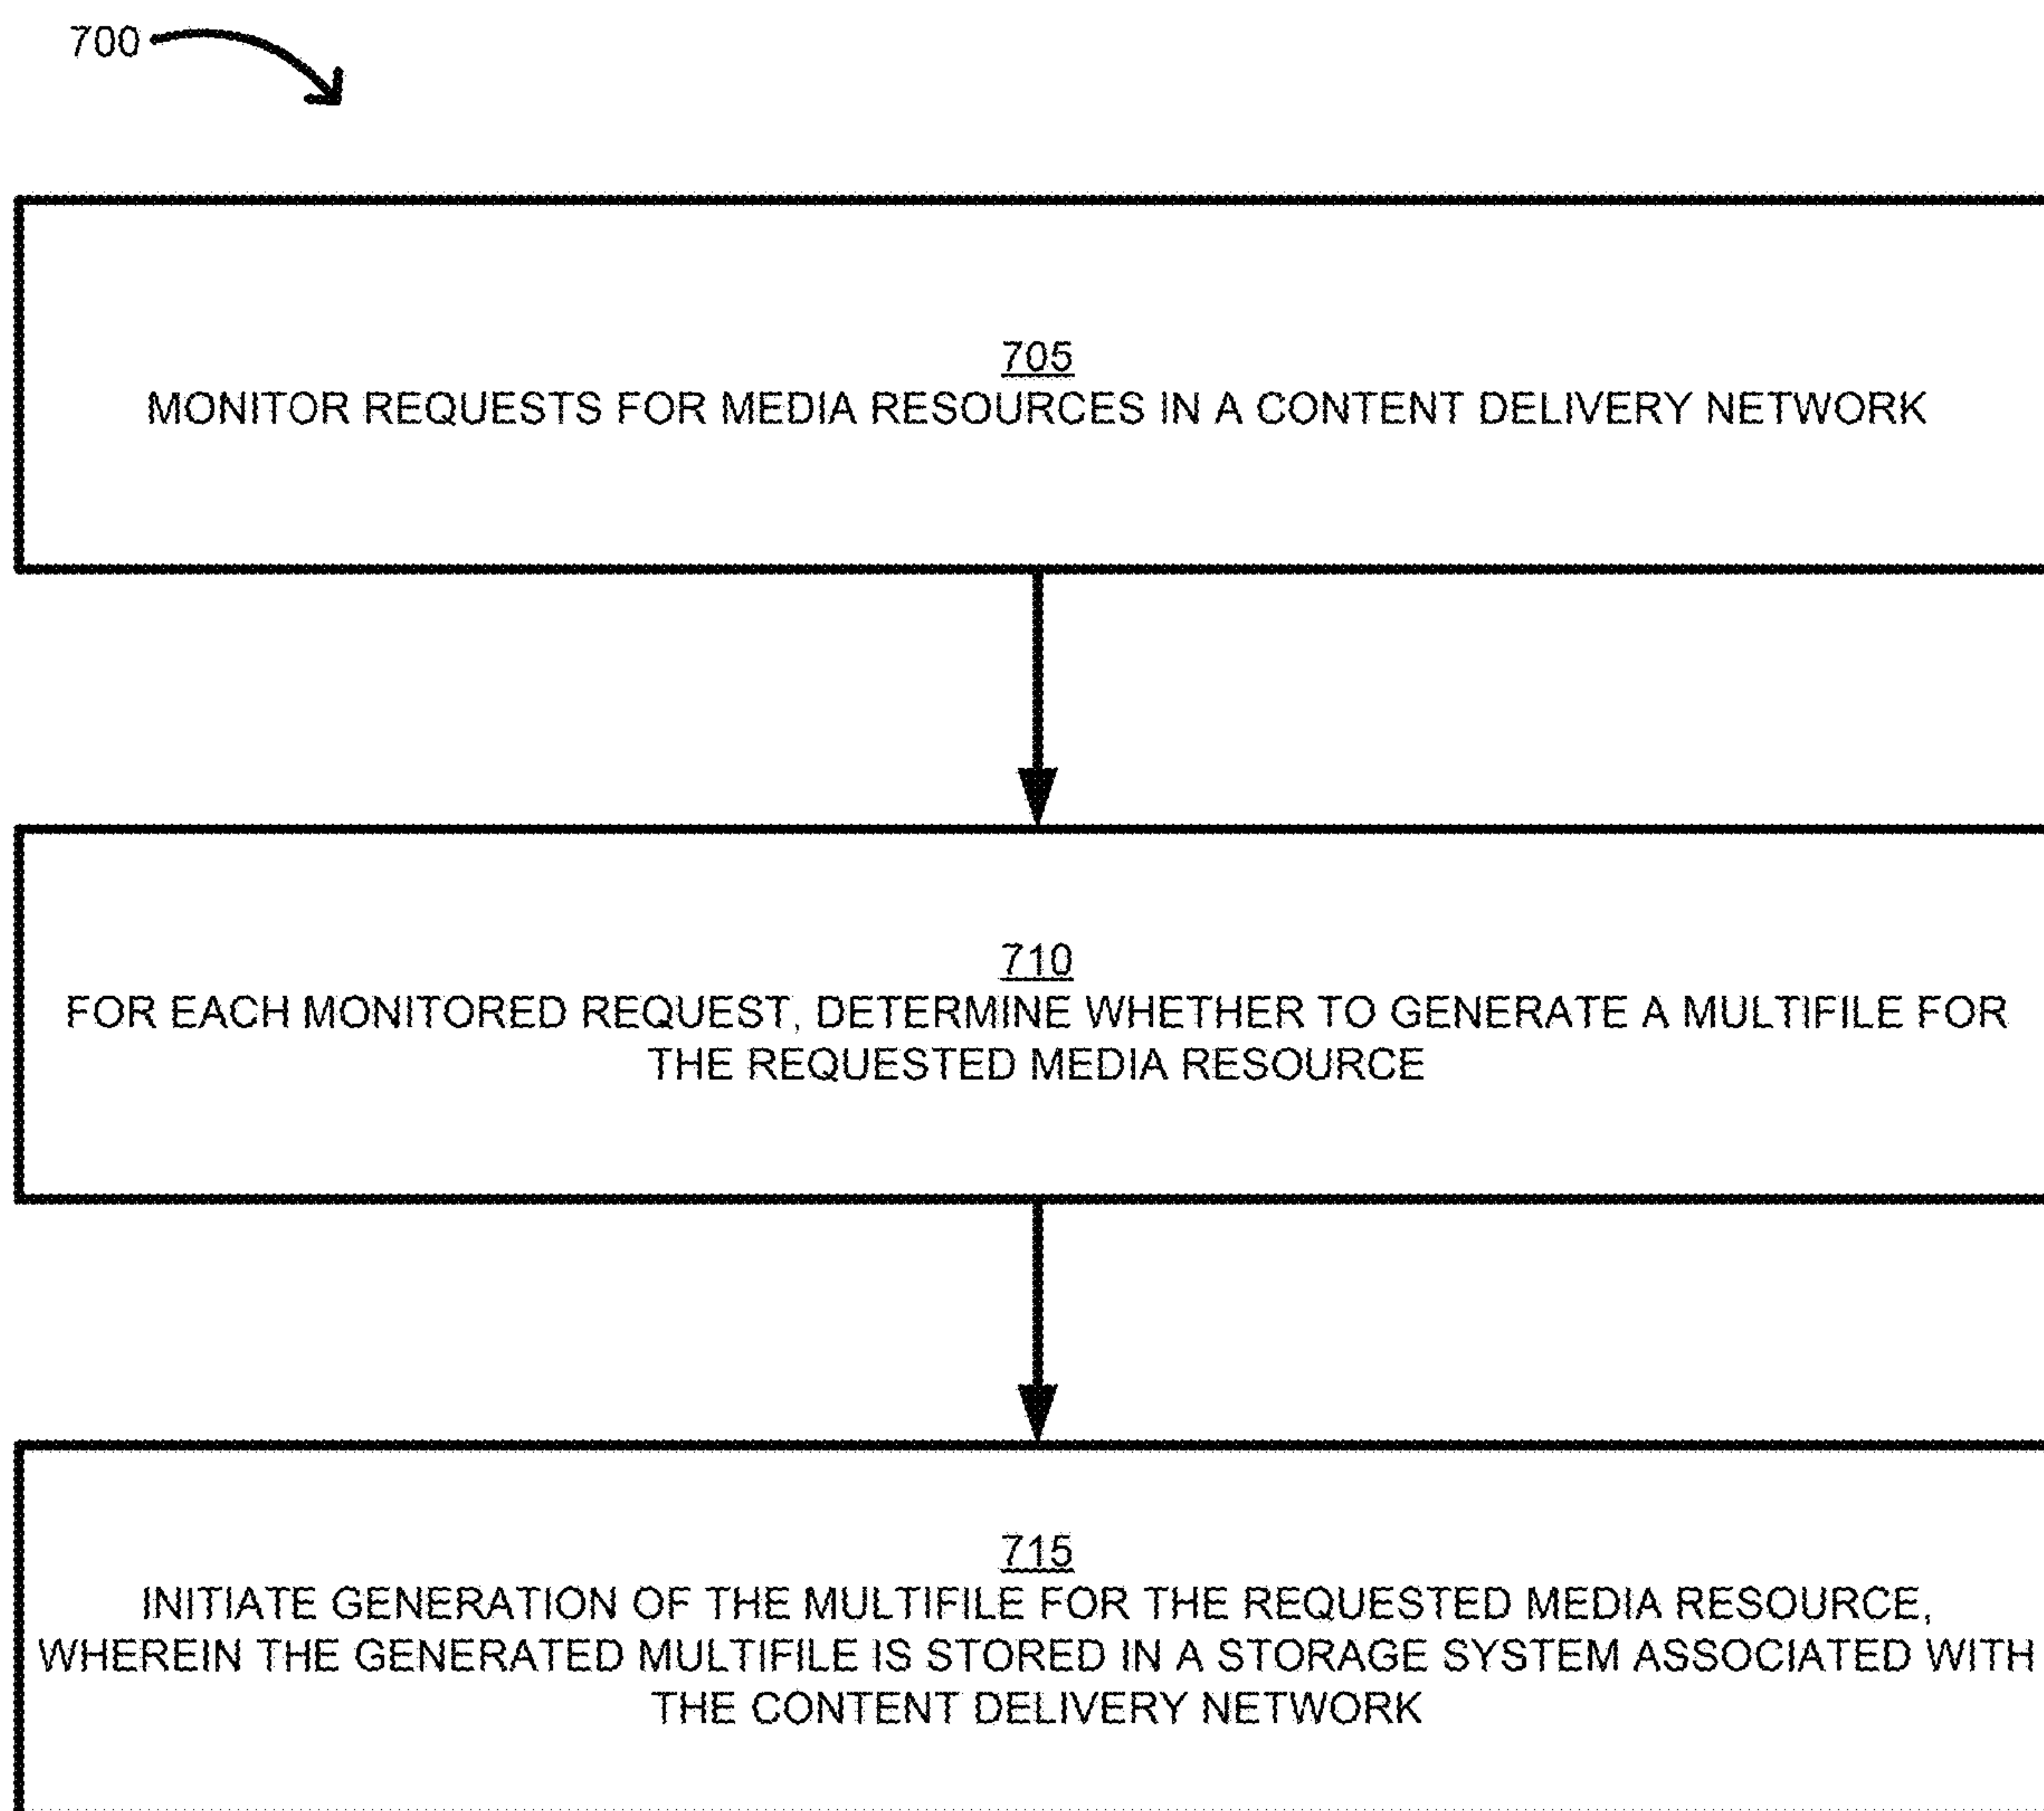 700
705
MONITOR REQUESTS FOR MEDIA RESOURCES IN A CONTENT DELIVERY NETWORK
710
FOR EACH MONITORED REQUEST, DETERMINE WHETHER TO GENERATE A MULTIFILE FOR
THE REQUESTED MEDIA RESOURCE
715
INITIATE GENERATION OF THE MULTIFILE FOR THE REQUESTED MEDIA RESOURCE,
WHEREIN THE GENERATED MULTIFILE IS STORED IN A STORAGE SYSTEM ASSOCIATED WITH
THE CONTENT DELIVERY NETWORK